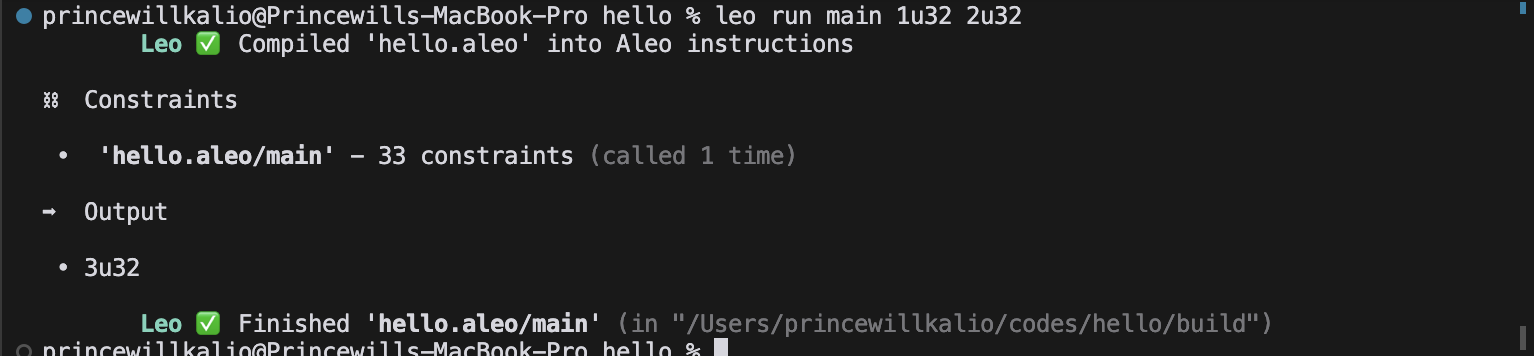 princewillkalio@Princewills-MacBook-Pro hello % leo run main 1u32 2u32
Leo ✅ Compiled 'hello.aleo' into Aleo instructions
⛓ Constraints
• 'hello.aleo/main' - 33 constraints (called 1 time)
➡ Output
• 3u32
Leo ✅ Finished 'hello.aleo/main' (in "/Users/princewillkalio/codes/hello/build")
princewillkalio@Princewills-MacBook-Pro hello %